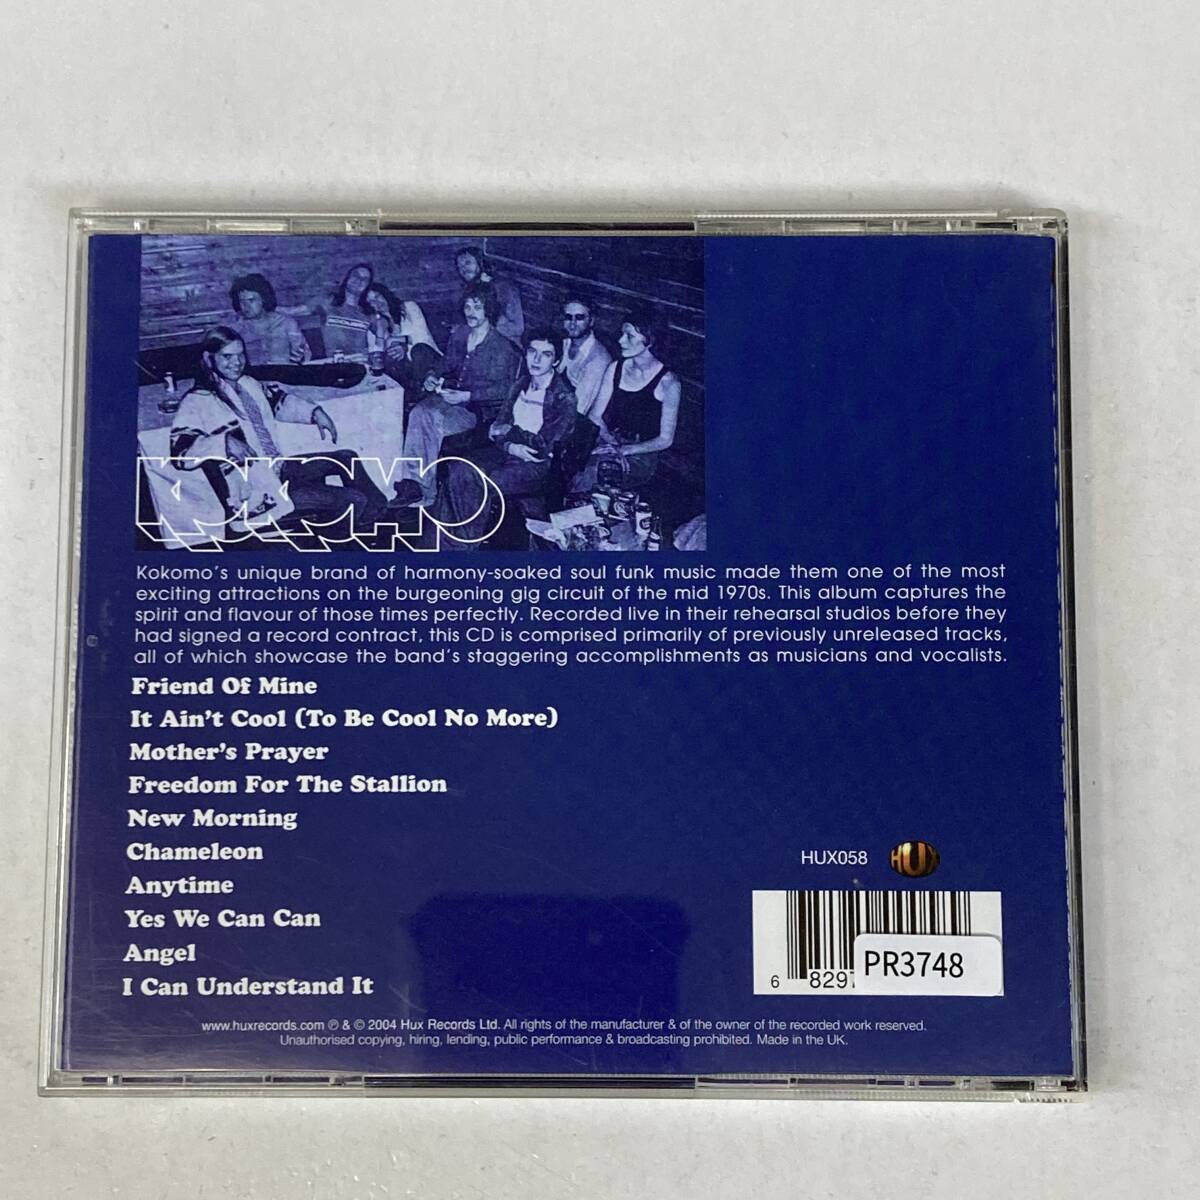 KOKOMO
Kokomo's unique brand of harmony-soaked soul funk music made them one of the most
exciting attractions on the burgeoning gig circuit of the mid 1970s. This album captures the
spirit and flavour of those times perfectly. Recorded live in their rehearsal studios before they
had signed a record contract, this CD is comprised primarily of previously unreleased tracks,
all of which showcase the band's staggering accomplishments as musicians and vocalists.
Friend Of Mine
It Ain't Cool (To Be Cool No More)
Mother's Prayer
Freedom For The Stallion
New Morning
Chameleon
Anytime
Yes We Can Can
Angel
I Can Understand It
HUX058 HUX
6 8297
PR3748
www.huxrecords.com ℗ & © 2004 Hux Records Ltd. All rights of the manufacturer & of the owner of the recorded work reserved.
Unauthorised copying, hiring, lending, public performance & broadcasting prohibited. Made in the UK.